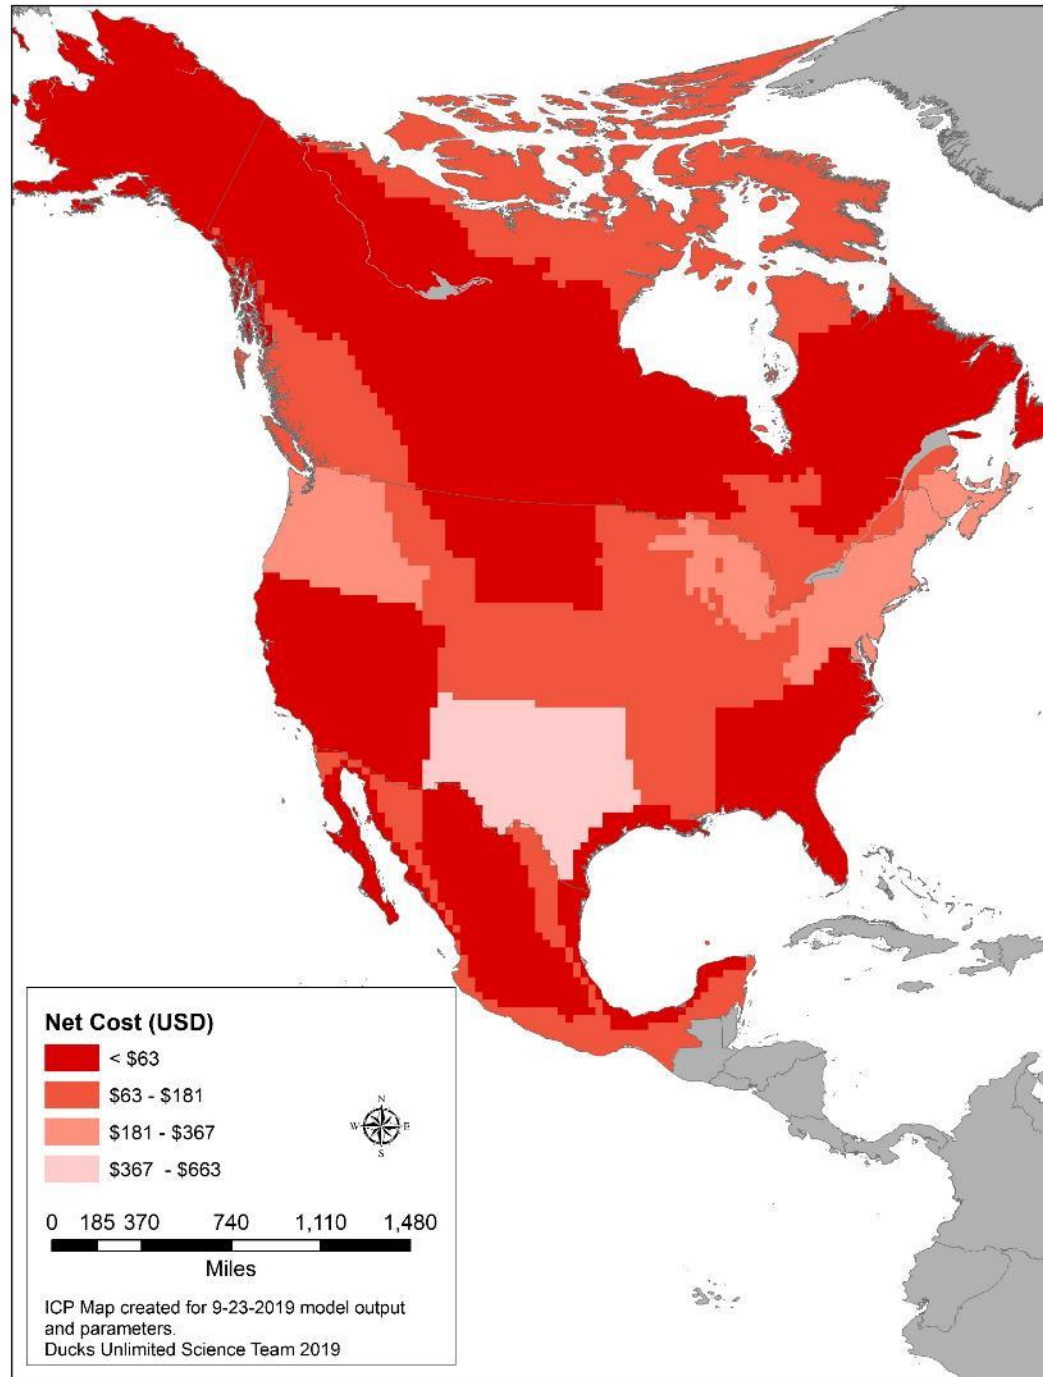 Net Cost (USD)
< $63
$63 - $181
$181 - $367
$367 - $663
N
W E
S
0 185 370 740 1,110 1,480
Miles
ICP Map created for 9-23-2019 model output
and parameters.
Ducks Unlimited Science Team 2019